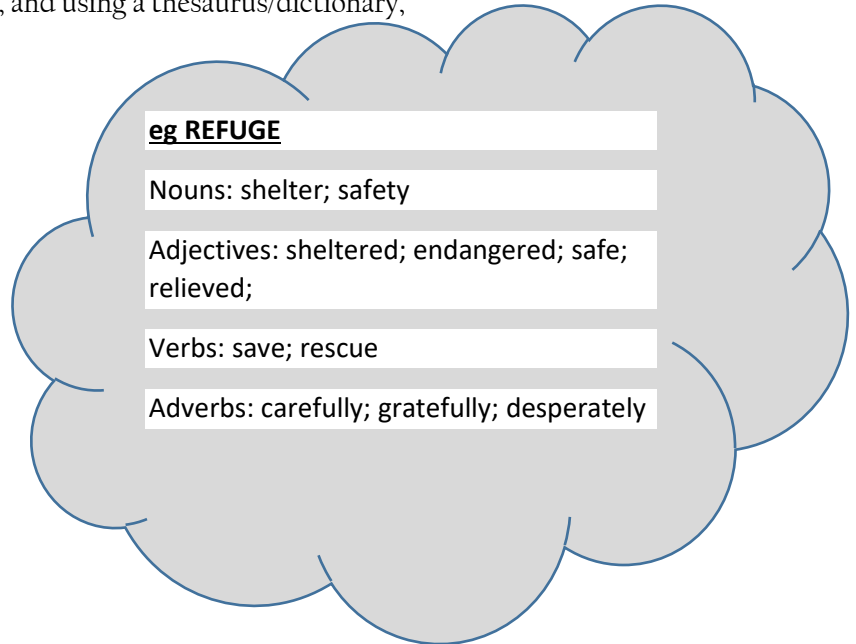 , and using a thesaurus/dictionary,
eg REFUGE
Nouns: shelter; safety
Adjectives: sheltered; endangered; safe;
relieved;
Verbs: save; rescue
Adverbs: carefully; gratefully; desperately